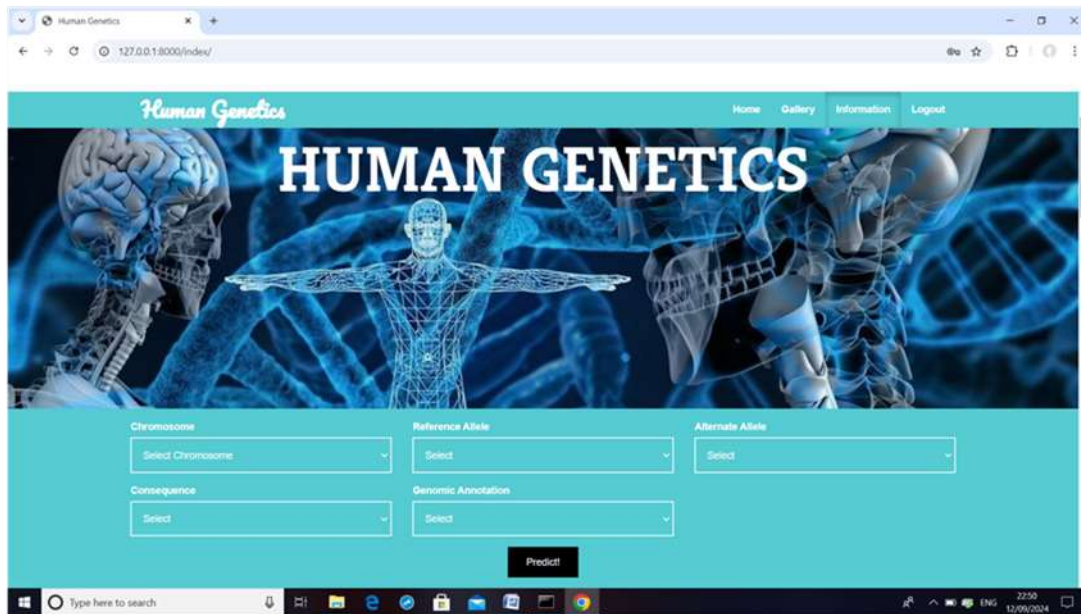 Human Genetics
127.0.0.1:8000/index/
Human Genetics
Home Gallery Information Logout
HUMAN GENETICS
Chromosome Reference Allele Alternate Allele
Select Chromosome Select Select
Consequence Genomic Annotation
Select Select
Predict!
Type here to search
ENG
22:50
12/09/2024